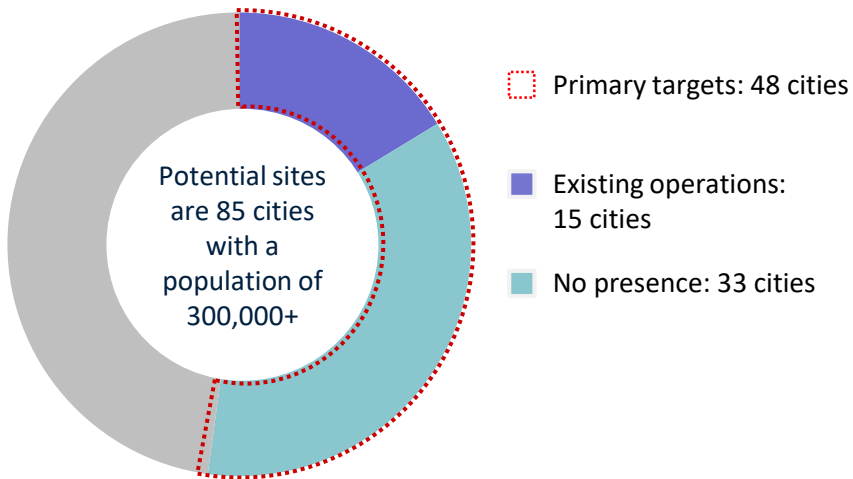 Potential sites
are 85 cities
with a
population of
300,000+
Primary targets: 48 cities
Existing operations:
15 cities
No presence: 33 cities